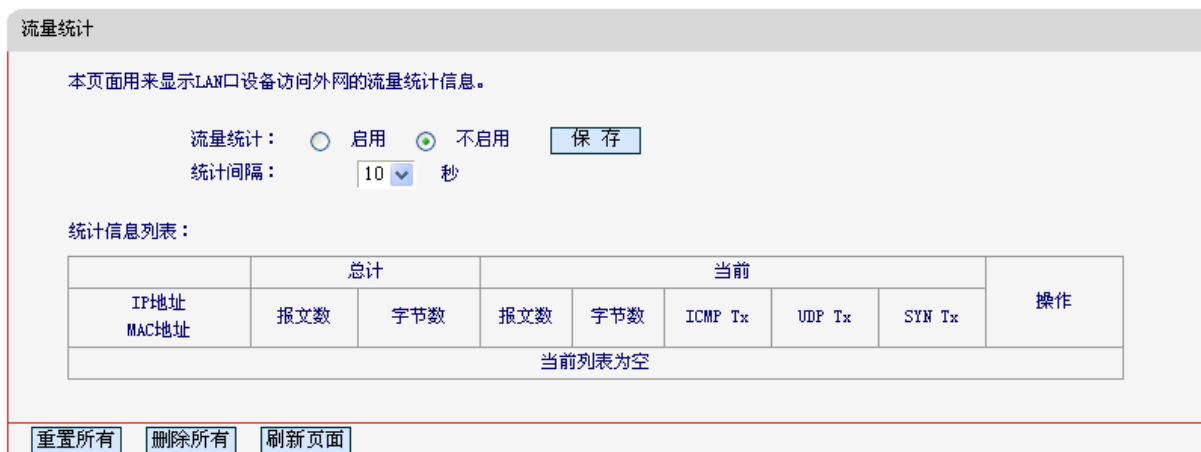 流量统计
本页面用来显示LAN口设备访问外网的流量统计信息。
流量统计： 启用 不启用 保 存
统计间隔： 10 秒
统计信息列表：
总计 当前
IP地址
MAC地址
报文数 字节数 报文数 字节数 ICMP Tx UDP Tx SYN Tx 操作
当前列表为空
重置所有 删除所有 刷新页面